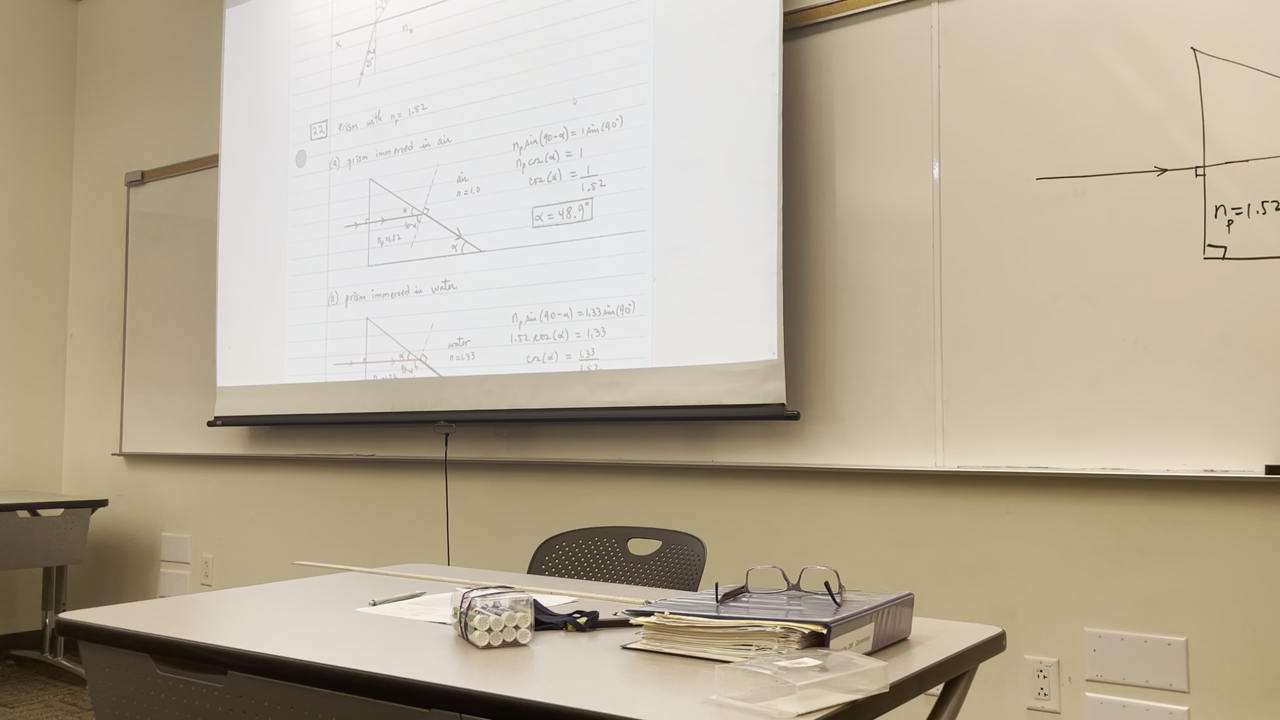 x
nₓ
22 prism with nₚ = 1.52
(a) prism immersed in air
air
n = 1.0
α
90-α
nₚ=1.52
α
nₚ sin(90-α) = 1 sin(90°)
nₚ cos(α) = 1
cos(α) = 1/1.52
α = 48.9°
(b) prism immersed in water
water
n = 1.33
α
nₚ sin(90-α) = 1.33 sin(90°)
1.52 cos(α) = 1.33
cos(α) = 1.33/1.52
nₚ=1.52